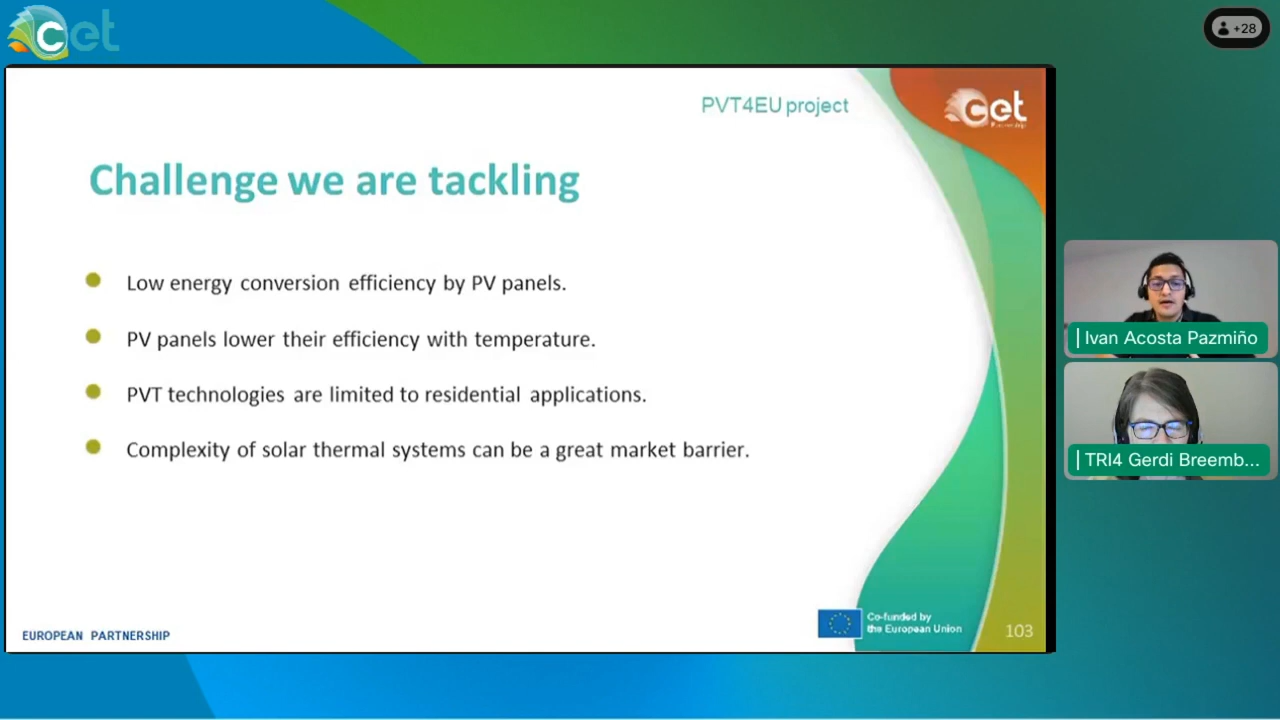 cet
+28
PVT4EU project
cet
Challenge we are tackling
Low energy conversion efficiency by PV panels.
PV panels lower their efficiency with temperature.
PVT technologies are limited to residential applications.
Complexity of solar thermal systems can be a great market barrier.
Ivan Acosta Pazmiño
TRI4 Gerdi Breemb...
EUROPEAN PARTNERSHIP
Co-funded by
the European Union
103